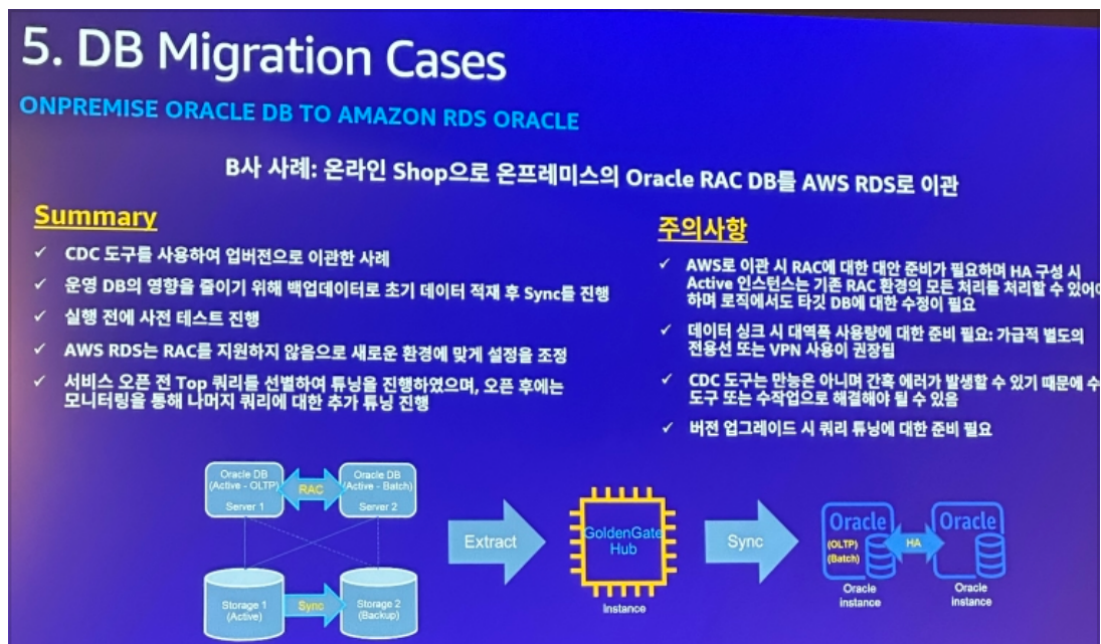 5. DB Migration Cases
ONPREMISE ORACLE DB TO AMAZON RDS ORACLE
B사 사례: 온라인 Shop으로 온프레미스의 Oracle RAC DB를 AWS RDS로 이관
Summary
✓ CDC 도구를 사용하여 업버전으로 이관한 사례
✓ 운영 DB의 영향을 줄이기 위해 백업데이터로 초기 데이터 적재 후 Sync를 진행
✓ 실행 전에 사전 테스트 진행
✓ AWS RDS는 RAC를 지원하지 않음으로 새로운 환경에 맞게 설정을 조정
✓ 서비스 오픈 전 Top 쿼리를 선별하여 튜닝을 진행하였으며, 오픈 후에는
모니터링을 통해 나머지 쿼리에 대한 추가 튜닝 진행
주의사항
✓ AWS로 이관 시 RAC에 대한 대안 준비가 필요하며 HA 구성 시
Active 인스턴스는 기존 RAC 환경의 모든 처리를 처리할 수 있어야
하며 로직에서도 타깃 DB에 대한 수정이 필요
✓ 데이터 싱크 시 대역폭 사용량에 대한 준비 필요: 가급적 별도의
전용선 또는 VPN 사용이 권장됨
✓ CDC 도구는 만능은 아니며 간혹 에러가 발생할 수 있기 때문에 수
도구 또는 수작업으로 해결해야 될 수 있음
✓ 버전 업그레이드 시 쿼리 튜닝에 대한 준비 필요
Oracle DB
(Active - OLTP)
Server 1
RAC
Oracle DB
(Active - Batch)
Server 2
Storage 1
(Active)
Sync
Storage 2
(Backup)
Extract
GoldenGate
Hub
Instance
Sync
Oracle
(OLTP)
(Batch)
Oracle
instance
HA
Oracle
Oracle
instance